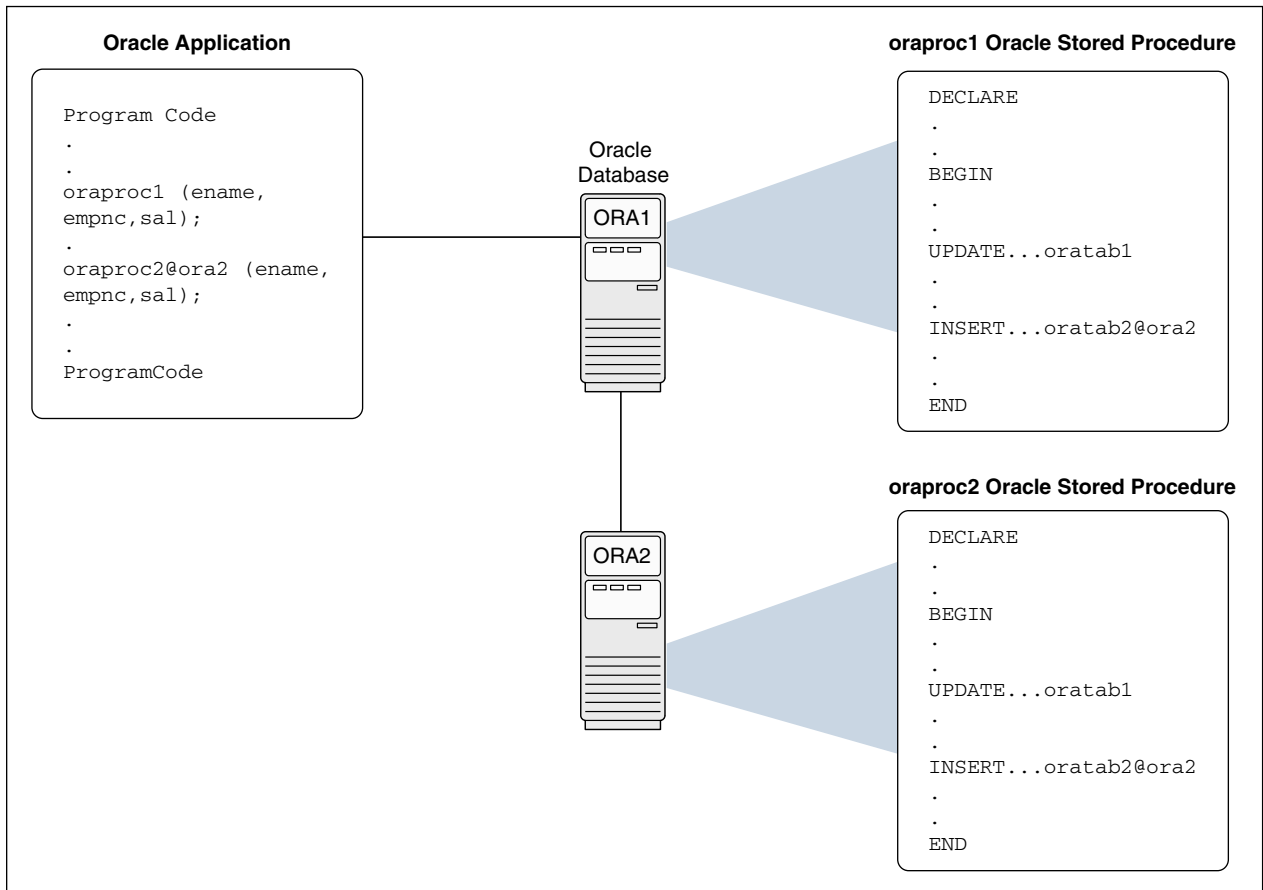 Oracle Application
Program Code
.
.
oraproc1 (ename,
empnc,sal);
.
oraproc2@ora2 (ename,
empnc,sal);
.
.
ProgramCode
Oracle
Database
ORA1
ORA2
oraproc1 Oracle Stored Procedure
DECLARE
.
.
BEGIN
.
.
UPDATE...oratab1
.
.
INSERT...oratab2@ora2
.
.
END
oraproc2 Oracle Stored Procedure
DECLARE
.
.
BEGIN
.
.
UPDATE...oratab1
.
.
INSERT...oratab2@ora2
.
.
END